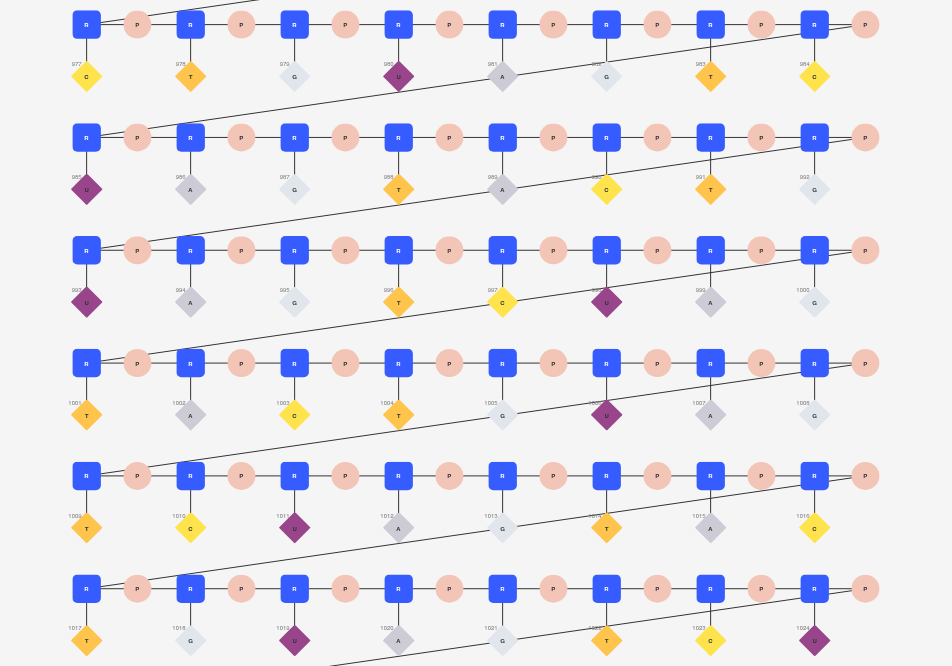 R P R P R P R P R P R P R P R P
977 978 979 980 981 982 983 984
C T G U A G T C
R P R P R P R P R P R P R P R P
985 986 987 988 989 990 991 992
U A G T A C T G
R P R P R P R P R P R P R P R P
993 994 995 996 997 998 999 1000
U A G T C U A G
R P R P R P R P R P R P R P R P
1001 1002 1003 1004 1005 1006 1007 1008
T A C T G U A G
R P R P R P R P R P R P R P R P
1009 1010 1011 1012 1013 1014 1015 1016
T C U A G T A C
R P R P R P R P R P R P R P R P
1017 1018 1019 1020 1021 1022 1023 1024
T G U A G T C U